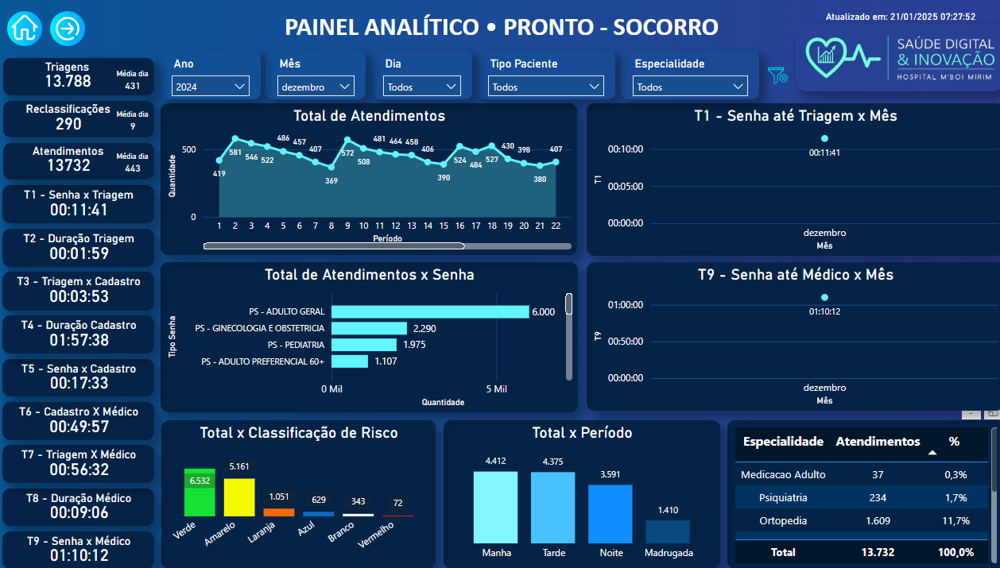 PAINEL ANALÍTICO • PRONTO - SOCORRO
Atualizado em: 21/01/2025 07:27:52
SAÚDE DIGITAL
& INOVAÇÃO
HOSPITAL M'BOI MIRIM
Triagens
13.788
Média dia
431
Reclassificações
290
Média dia
9
Atendimentos
13732
Média dia
443
T1 - Senha x Triagem
00:11:41
T2 - Duração Triagem
00:01:59
T3 - Triagem x Cadastro
00:03:53
T4 - Duração Cadastro
01:57:38
T5 - Senha x Cadastro
00:17:33
T6 - Cadastro X Médico
00:49:57
T7 - Triagem X Médico
00:56:32
T8 - Duração Médico
00:09:06
T9 - Senha x Médico
01:10:12
Ano
2024
Mês
dezembro
Dia
Todos
Tipo Paciente
Todos
Especialidade
Todos
Total de Atendimentos
Quantidade
500
0
419 581 546 522 486 457 407 369 572 508 481 464 458 406 390 524 484 527 430 398 380 407
1 2 3 4 5 6 7 8 9 10 11 12 13 14 15 16 17 18 19 20 21 22
Período
T1 - Senha até Triagem x Mês
T1
00:10:00
00:05:00
00:00:00
00:11:41
dezembro
Mês
Total de Atendimentos x Senha
Tipo Senha
PS - ADULTO GERAL 6.000
PS - GINECOLOGIA E OBSTETRICIA 2.290
PS - PEDIATRIA 1.975
PS - ADULTO PREFERENCIAL 60+ 1.107
0 Mil 5 Mil
Quantidade
T9 - Senha até Médico x Mês
T9
01:00:00
00:50:00
00:00:00
01:10:12
dezembro
Mês
Total x Classificação de Risco
6.532 5.161 1.051 629 343 72
Verde Amarelo Laranja Azul Branco Vermelho
Total x Período
4.412 4.375 3.591 1.410
Manha Tarde Noite Madrugada
Especialidade Atendimentos %
Medicacao Adulto 37 0,3%
Psiquiatria 234 1,7%
Ortopedia 1.609 11,7%
Total 13.732 100,0%